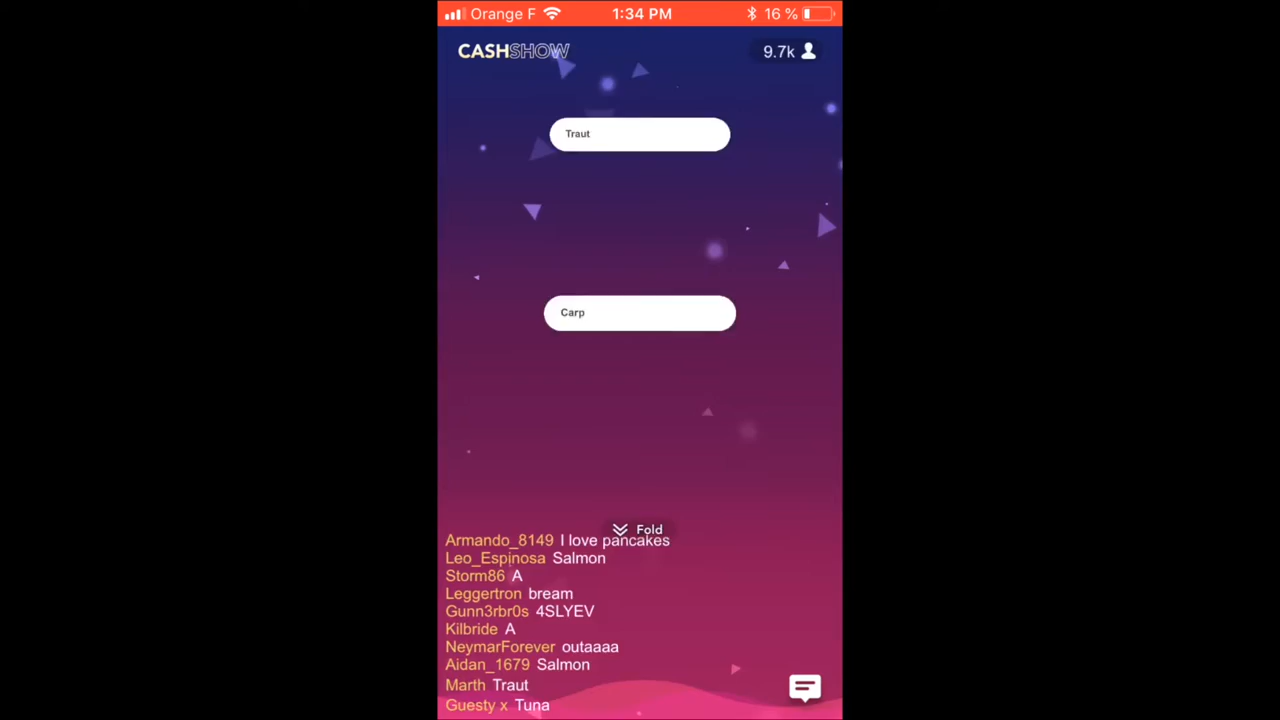 Orange F 1:34 PM 16 %
CASHSHOW 9.7k
Traut
Carp
Fold
Armando_8149 I love pancakes
Leo_Espinosa Salmon
Storm86 A
Leggertron bream
Gunn3rbr0s 4SLYEV
Kilbride A
NeymarForever outaaaa
Aidan_1679 Salmon
Marth Traut
Guesty x Tuna